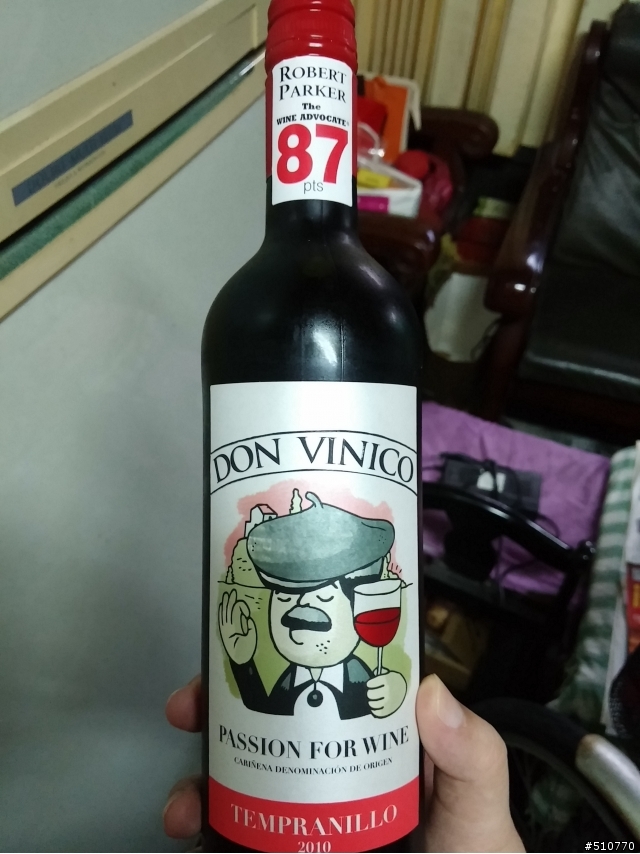 ROBERT
PARKER
The
WINE ADVOCATE
87
pts
DON VINICO
PASSION FOR WINE
CARIÑENA DENOMINACIÓN DE ORIGEN
TEMPRANILLO
2010
#510770